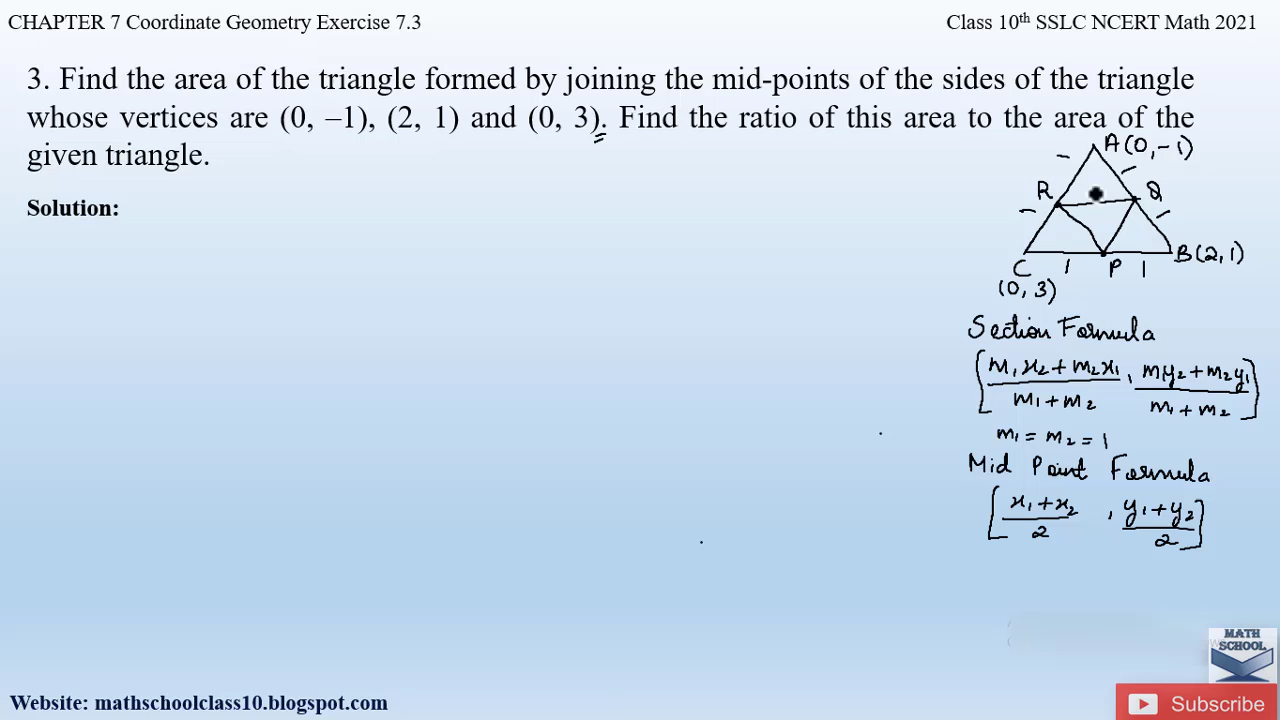 CHAPTER 7 Coordinate Geometry Exercise 7.3
Class 10th SSLC NCERT Math 2021
3. Find the area of the triangle formed by joining the mid-points of the sides of the triangle
whose vertices are (0, –1), (2, 1) and (0, 3). Find the ratio of this area to the area of the
given triangle.
A(0,-1)
Solution:
R
Q
C
1
P
1
B(2,1)
(0, 3)
Section Formula
[(m₁x₂+m₂x₁)/(m₁+m₂), (m₁y₂+m₂y₁)/(m₁+m₂)]
m₁ = m₂ = 1
Mid Point Formula
[(x₁+x₂)/2, (y₁+y₂)/2]
MATH
SCHOOL
Website: mathschoolclass10.blogspot.com
Subscribe